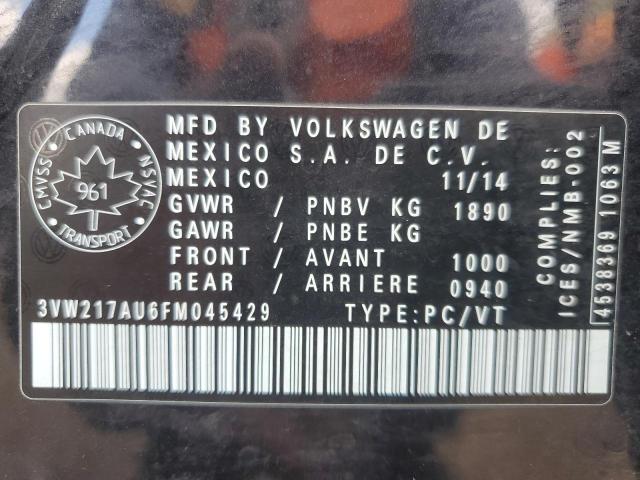 CANADA
CMVSS NSVAC
961
TRANSPORT
MFD BY VOLKSWAGEN DE
MEXICO S.A. DE C.V.
MEXICO 11/14
GVWR / PNBV KG 1890
GAWR / PNBE KG
FRONT / AVANT 1000
REAR / ARRIERE 0940
3VW217AU6FM045429 TYPE:PC/VT
COMPLIES:
ICES/NMB-002
4538369 1063 M